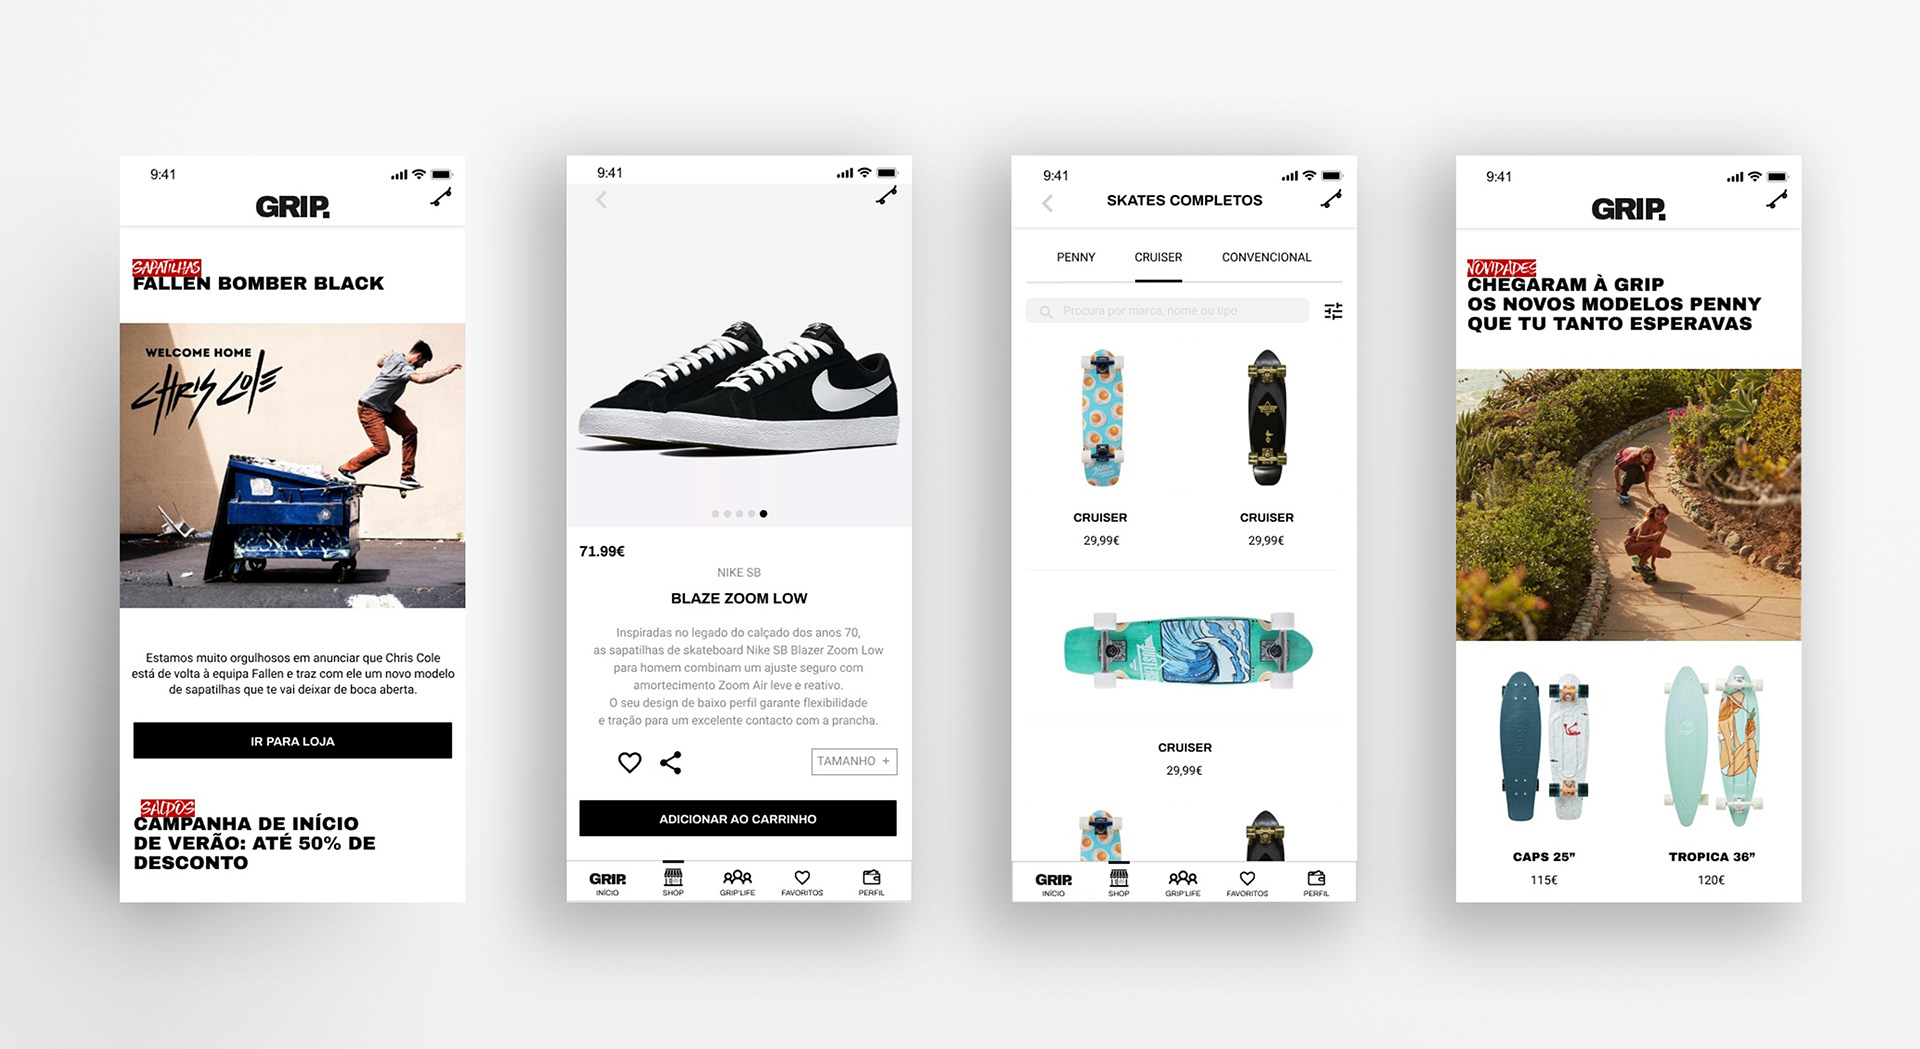 9:41
GRIP.
SAPATILHAS
FALLEN BOMBER BLACK
WELCOME HOME
CHRIS COLE
Estamos muito orgulhosos em anunciar que Chris Cole
está de volta à equipa Fallen e traz com ele um novo modelo
de sapatilhas que te vai deixar de boca aberta.
IR PARA LOJA
SALDOS
CAMPANHA DE INÍCIO
DE VERÃO: ATÉ 50% DE
DESCONTO
9:41
71.99€
NIKE SB
BLAZE ZOOM LOW
Inspiradas no legado do calçado dos anos 70,
as sapatilhas de skateboard Nike SB Blazer Zoom Low
para homem combinam um ajuste seguro com
amortecimento Zoom Air leve e reativo.
O seu design de baixo perfil garante flexibilidade
e tração para um excelente contacto com a prancha.
TAMANHO +
ADICIONAR AO CARRINHO
GRIP.
INÍCIO
SHOP
GRIP'LIFE
FAVORITOS
PERFIL
9:41
SKATES COMPLETOS
PENNY
CRUISER
CONVENCIONAL
Procura por marca, nome ou tipo
CRUISER
29,99€
CRUISER
29,99€
CRUISER
29,99€
GRIP.
INÍCIO
SHOP
GRIP'LIFE
FAVORITOS
PERFIL
9:41
GRIP.
NOVIDADES
CHEGARAM À GRIP
OS NOVOS MODELOS PENNY
QUE TU TANTO ESPERAVAS
CAPS 25”
115€
TROPICA 36”
120€